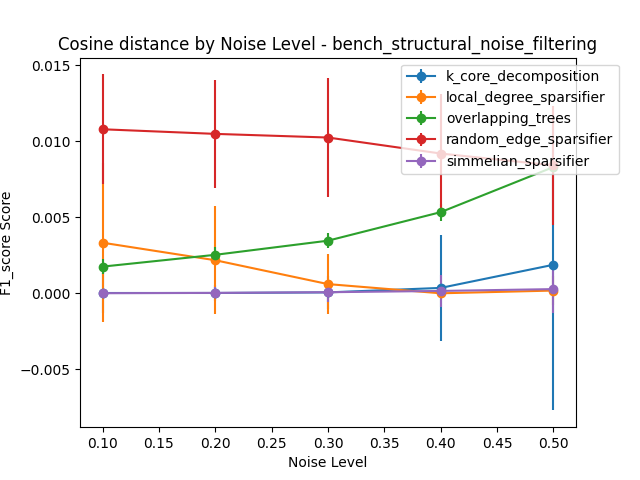 Cosine distance by Noise Level - bench_structural_noise_filtering
k_core_decomposition
local_degree_sparsifier
overlapping_trees
random_edge_sparsifier
simmelian_sparsifier
F1_score Score
0.015
0.010
0.005
0.000
−0.005
0.10 0.15 0.20 0.25 0.30 0.35 0.40 0.45 0.50
Noise Level